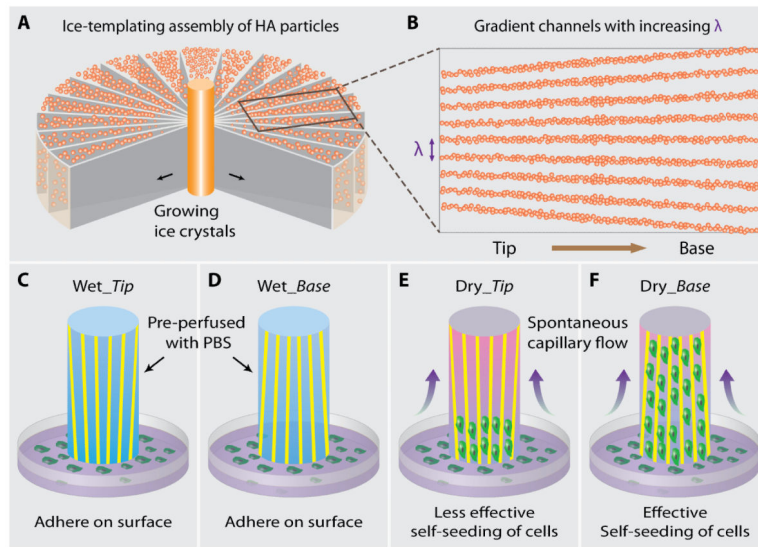 A
Ice-templating assembly of HA particles
Growing
ice crystals
B
Gradient channels with increasing λ
λ
Tip
Base
C
Wet_Tip
D
Wet_Base
Pre-perfused
with PBS
Adhere on surface
Adhere on surface
E
Dry_Tip
F
Dry_Base
Spontaneous
capillary flow
Less effective
self-seeding of cells
Effective
Self-seeding of cells